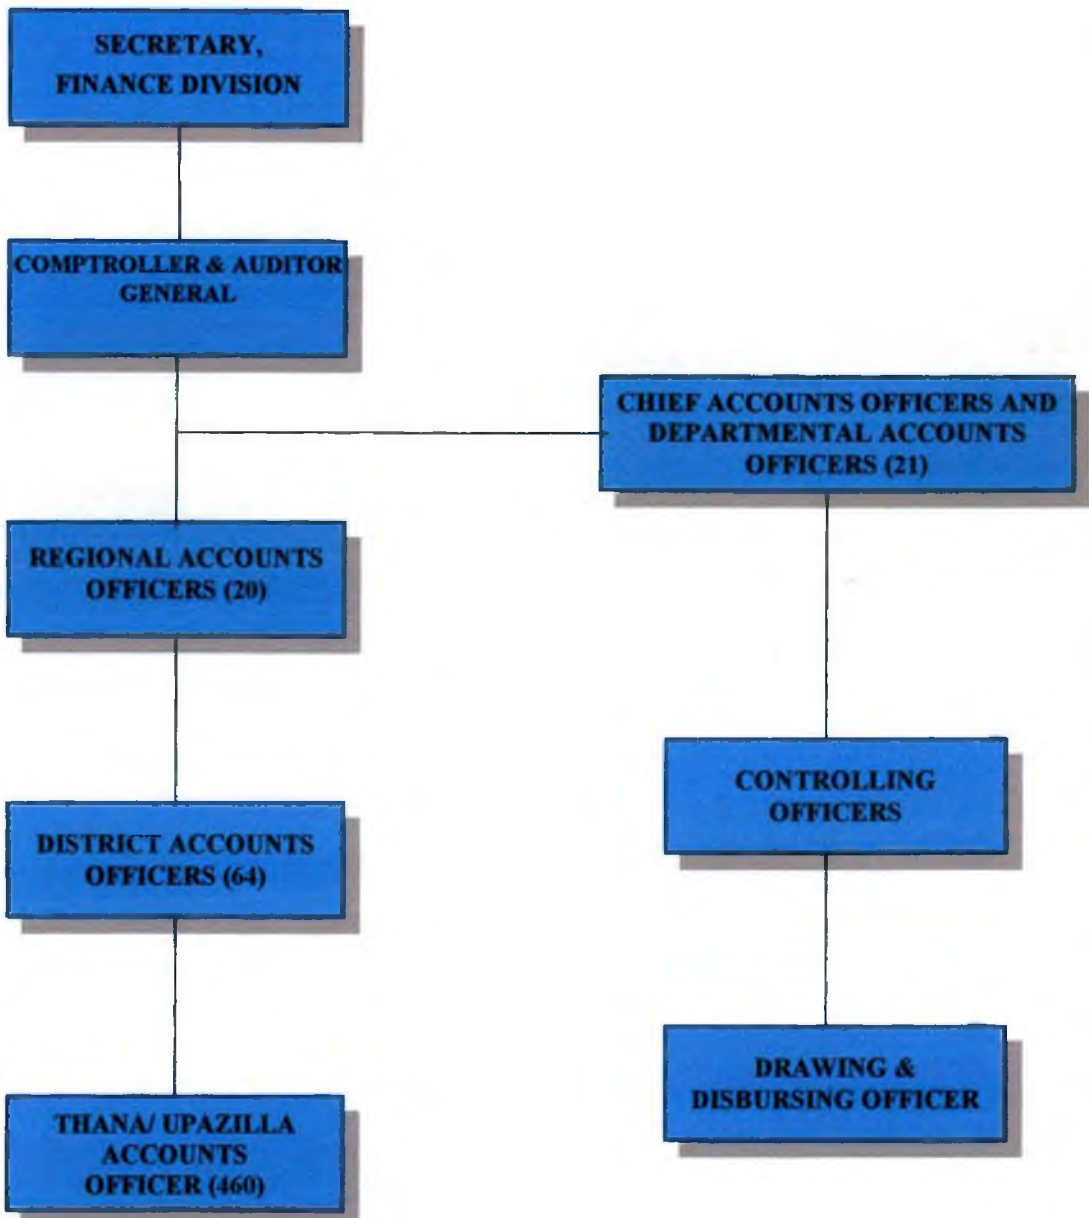 SECRETARY,
FINANCE DIVISION
COMPTROLLER & AUDITOR
GENERAL
CHIEF ACCOUNTS OFFICERS AND
DEPARTMENTAL ACCOUNTS
OFFICERS (21)
REGIONAL ACCOUNTS
OFFICERS (20)
CONTROLLING
OFFICERS
DISTRICT ACCOUNTS
OFFICERS (64)
DRAWING &
DISBURSING OFFICER
THANA/ UPAZILLA
ACCOUNTS
OFFICER (460)